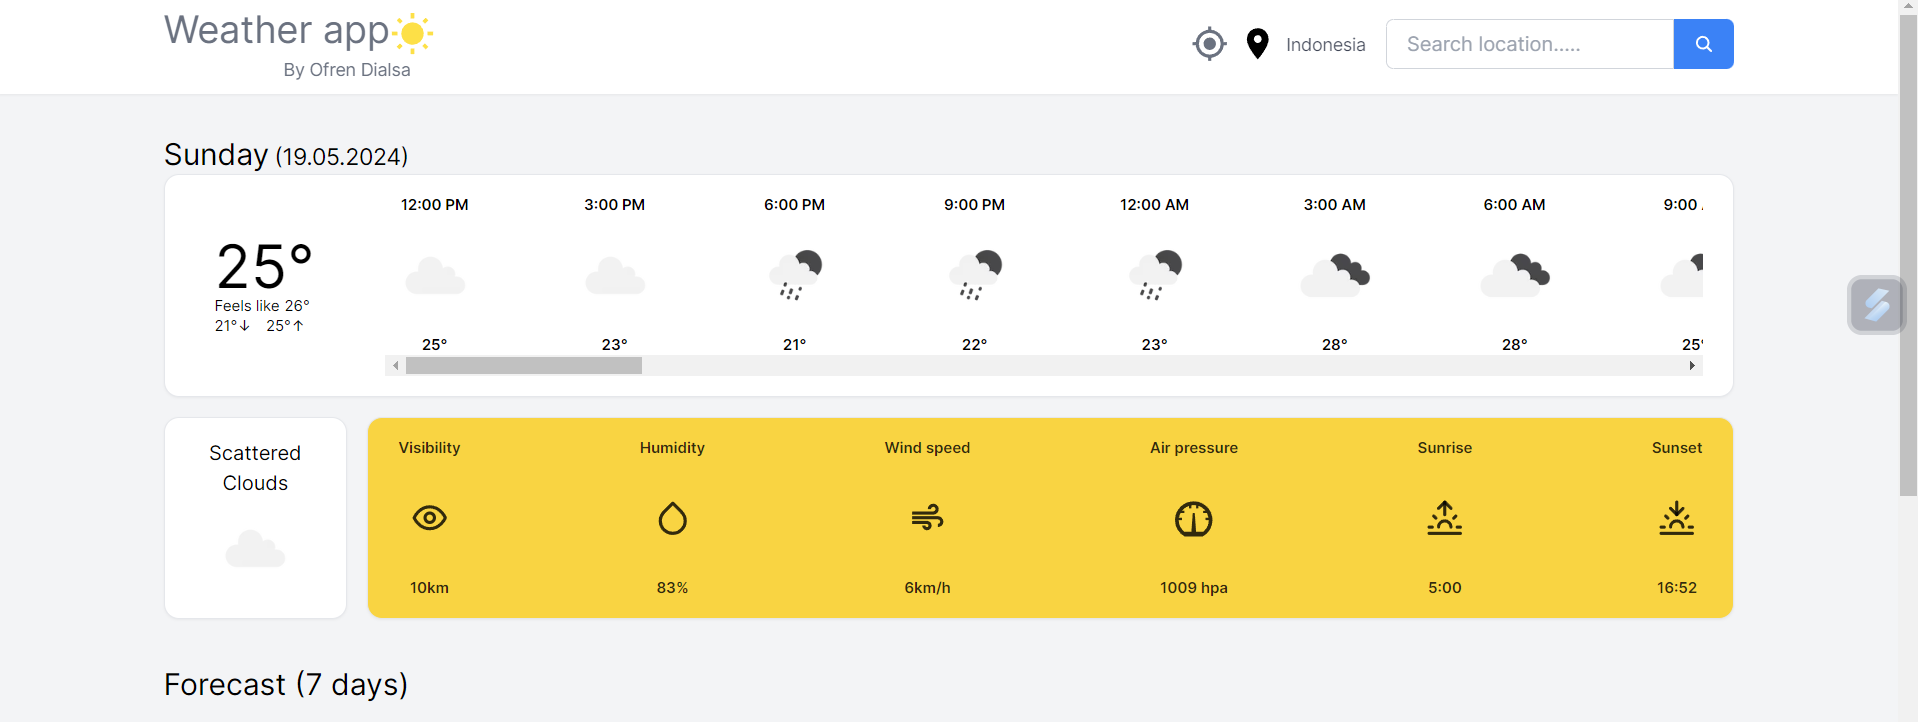 Weather app
By Ofren Dialsa
Indonesia
Search location.....
Sunday (19.05.2024)
12:00 PM 3:00 PM 6:00 PM 9:00 PM 12:00 AM 3:00 AM 6:00 AM 9:00
25°
Feels like 26°
21°↓ 25°↑
25° 23° 21° 22° 23° 28° 28° 25°
Scattered
Clouds
Visibility Humidity Wind speed Air pressure Sunrise Sunset
10km 83% 6km/h 1009 hpa 5:00 16:52
Forecast (7 days)